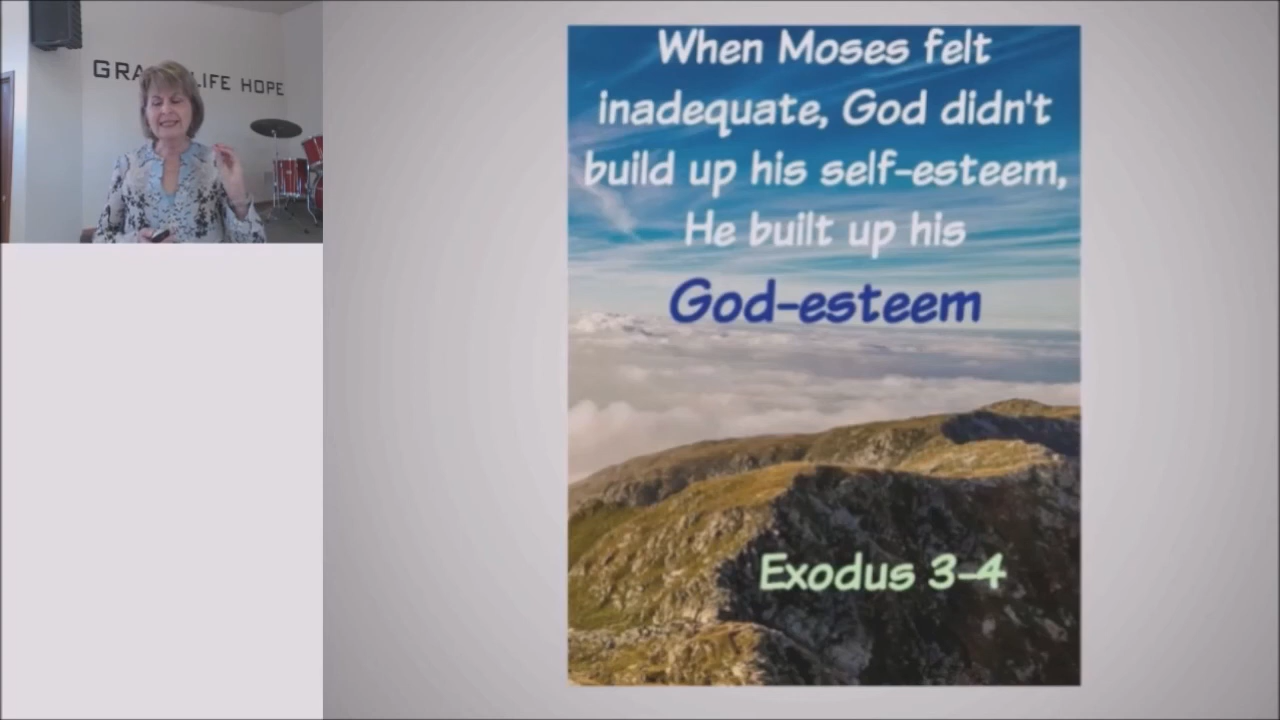 GRA LIFE HOPE
When Moses felt
inadequate, God didn't
build up his self-esteem,
He built up his
God-esteem
Exodus 3-4